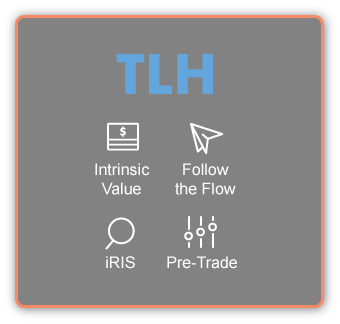 TLH
$
Intrinsic
Value
Follow
the Flow
iRIS
Pre-Trade